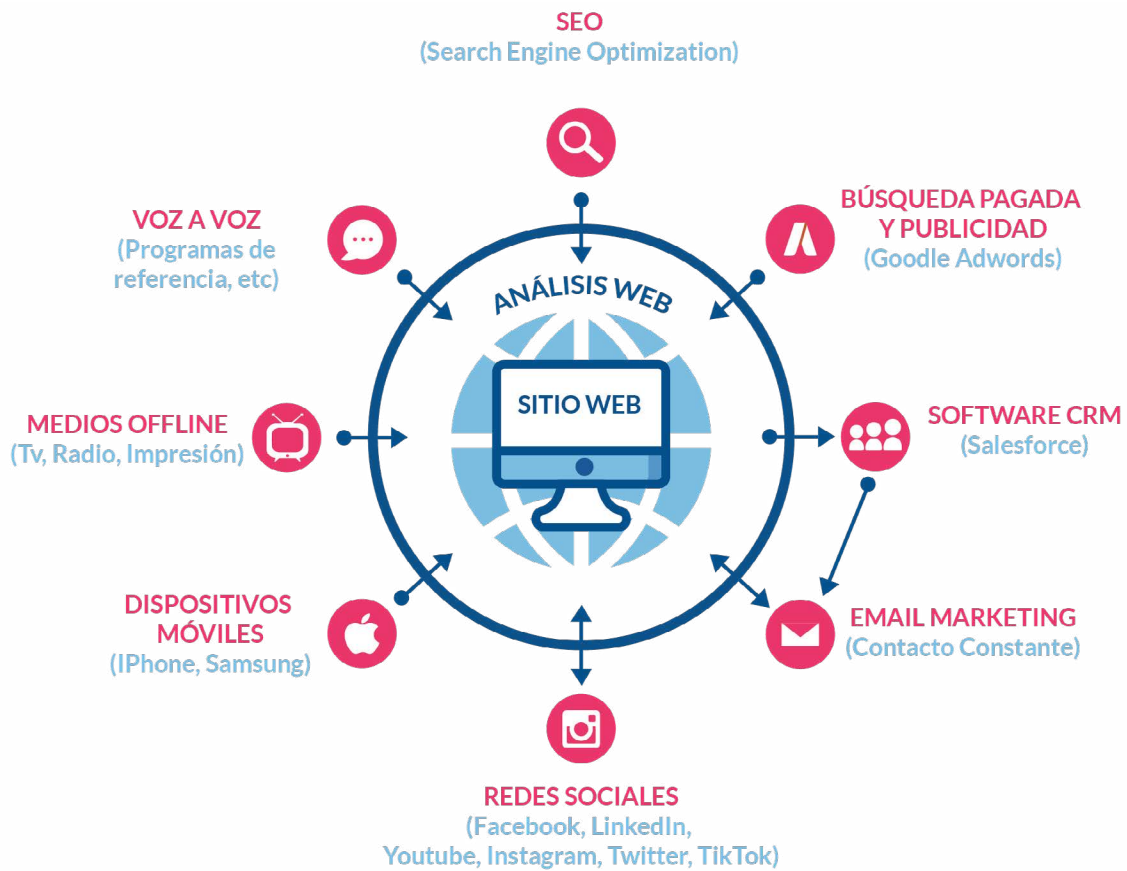 SEO
(Search Engine Optimization)
VOZ A VOZ
(Programas de
referencia, etc)
BÚSQUEDA PAGADA
Y PUBLICIDAD
(Goodle Adwords)
ANÁLISIS WEB
SITIO WEB
MEDIOS OFFLINE
(Tv, Radio, Impresión)
SOFTWARE CRM
(Salesforce)
DISPOSITIVOS
MÓVILES
(IPhone, Samsung)
EMAIL MARKETING
(Contacto Constante)
REDES SOCIALES
(Facebook, LinkedIn,
Youtube, Instagram, Twitter, TikTok)